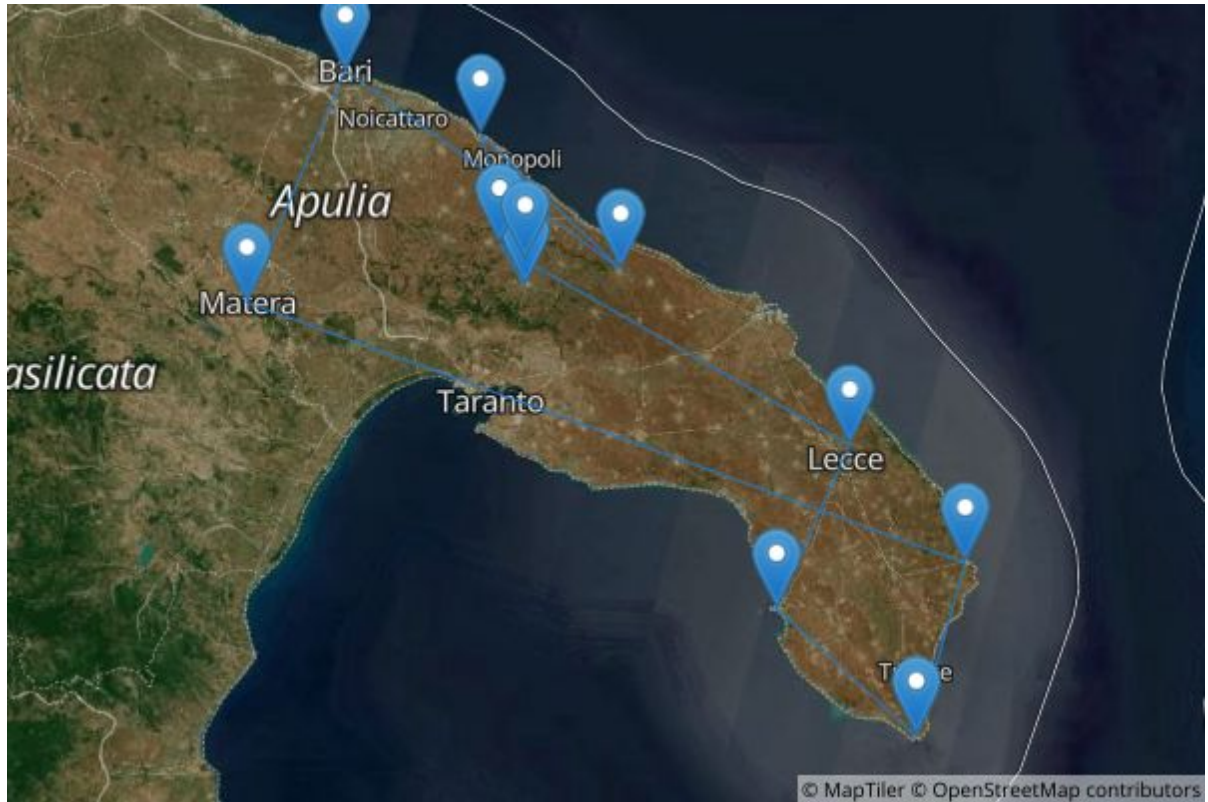 Bari
Noicattaro
Monopoli
Apulia
Matera
asilicata
Taranto
Lecce
© MapTiler © OpenStreetMap contributors